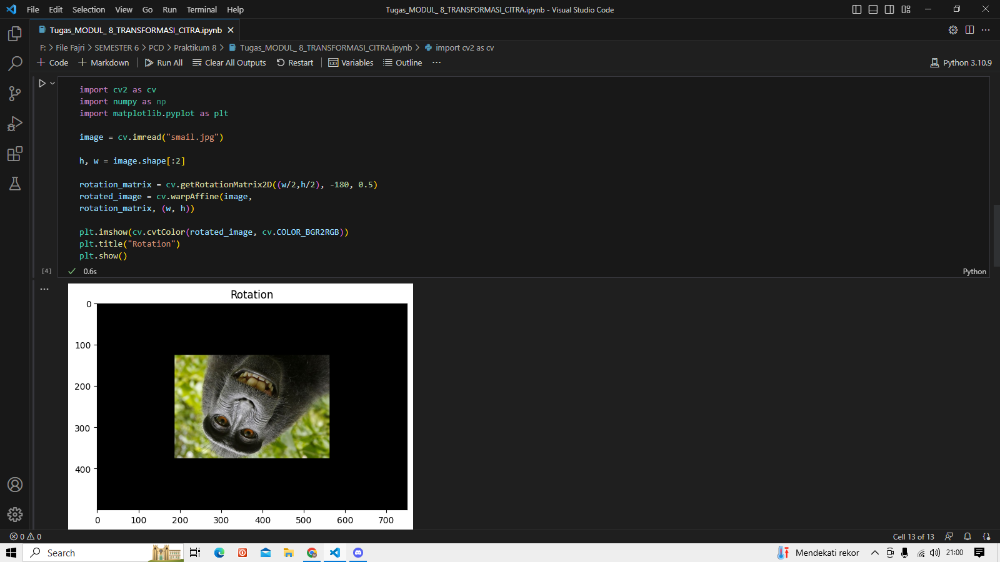 File Edit Selection View Go Run Terminal Help Tugas_MODUL_ 8_TRANSFORMASI_CITRA.ipynb - Visual Studio Code
Tugas_MODUL_ 8_TRANSFORMASI_CITRA.ipynb
F: > File Fajri > SEMESTER 6 > PCD > Praktikum 8 > Tugas_MODUL_ 8_TRANSFORMASI_CITRA.ipynb > import cv2 as cv
+ Code + Markdown Run All Clear All Outputs Restart Variables Outline ... Python 3.10.9
import cv2 as cv
import numpy as np
import matplotlib.pyplot as plt
image = cv.imread("smail.jpg")
h, w = image.shape[:2]
rotation_matrix = cv.getRotationMatrix2D((w/2,h/2), -180, 0.5)
rotated_image = cv.warpAffine(image,
rotation_matrix, (w, h))
plt.imshow(cv.cvtColor(rotated_image, cv.COLOR_BGR2RGB))
plt.title("Rotation")
plt.show()
[4] 0.6s Python
Rotation
0
100
200
300
400
0 100 200 300 400 500 600 700
0 0 Cell 13 of 13
Search Mendekati rekor 21:00